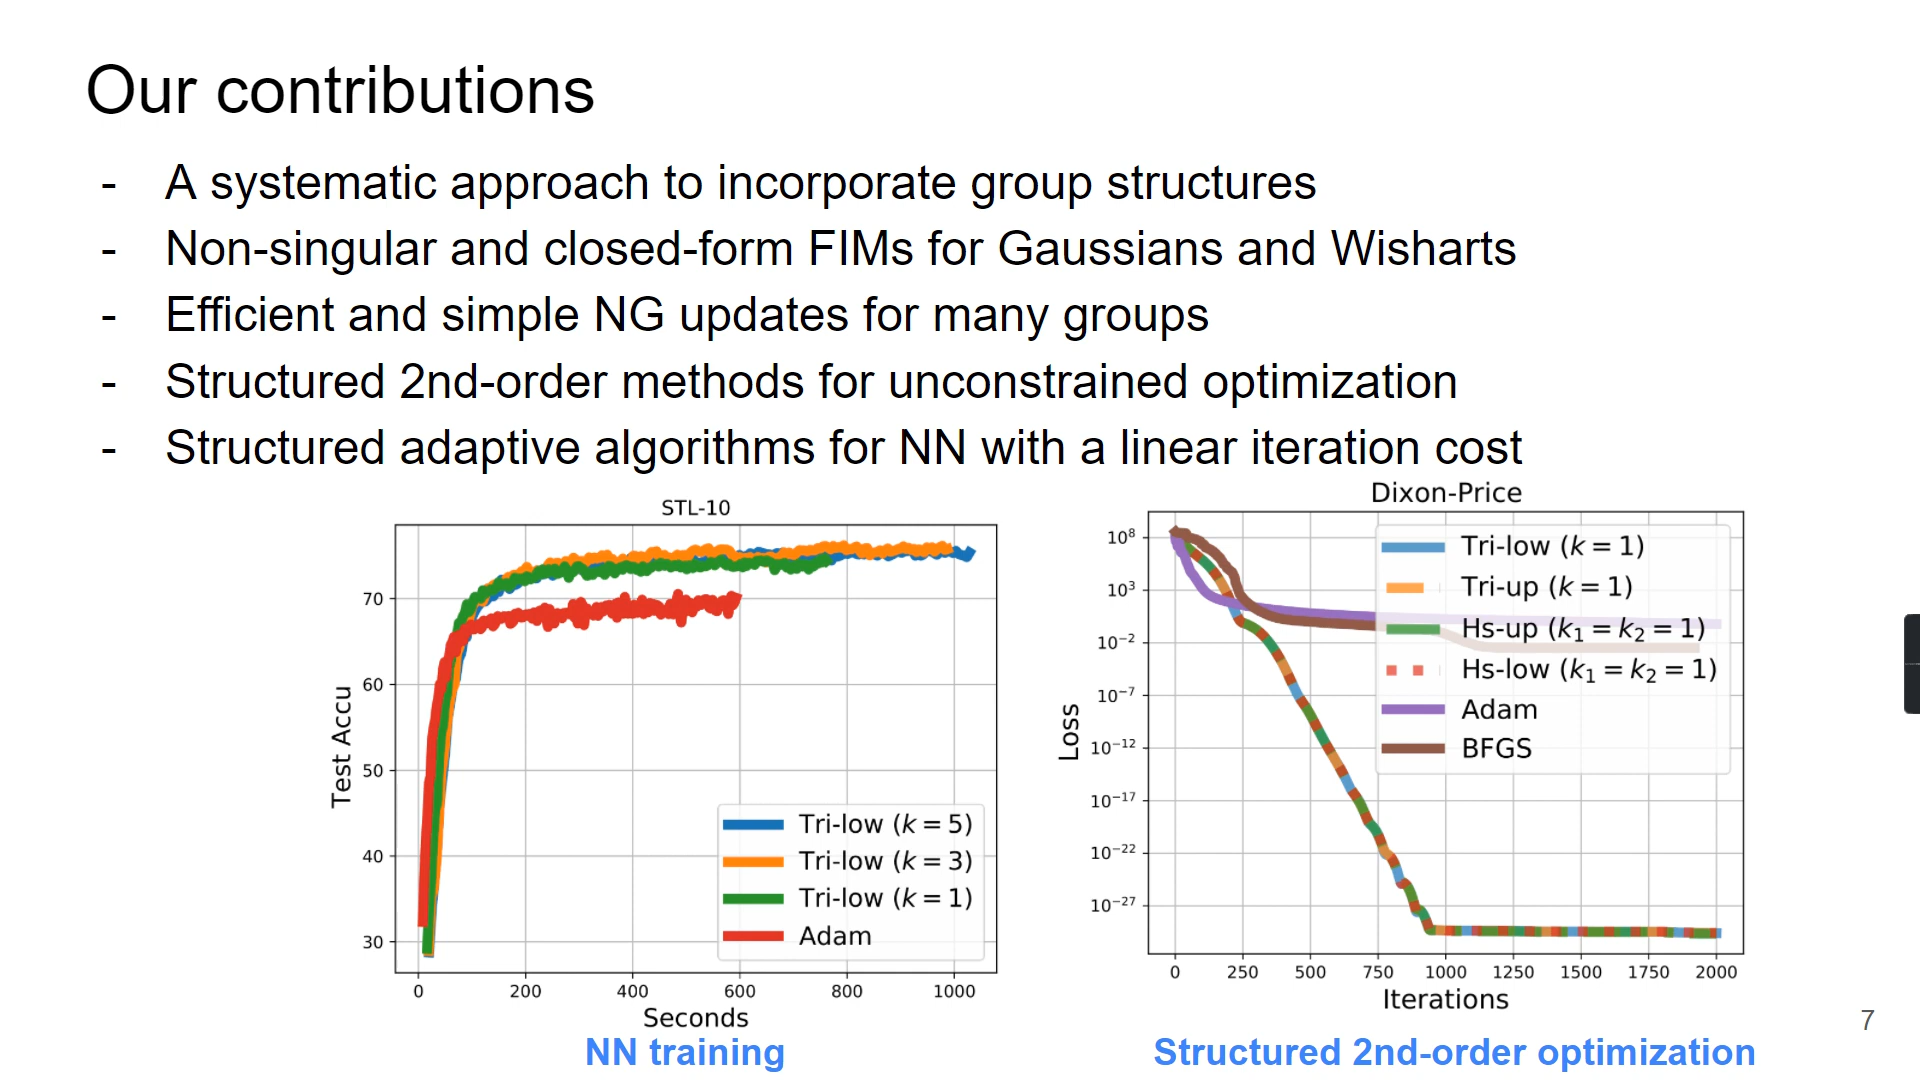 Our contributions
- A systematic approach to incorporate group structures
- Non-singular and closed-form FIMs for Gaussians and Wisharts
- Efficient and simple NG updates for many groups
- Structured 2nd-order methods for unconstrained optimization
- Structured adaptive algorithms for NN with a linear iteration cost
STL-10
Test Accu
70
60
50
40
30
Tri-low (k = 5)
Tri-low (k = 3)
Tri-low (k = 1)
Adam
0 200 400 600 800 1000
Seconds
NN training
Dixon-Price
Loss
10⁸
10³
10⁻²
10⁻⁷
10⁻¹²
10⁻¹⁷
10⁻²²
10⁻²⁷
Tri-low (k = 1)
Tri-up (k = 1)
Hs-up (k₁ = k₂ = 1)
Hs-low (k₁ = k₂ = 1)
Adam
BFGS
0 250 500 750 1000 1250 1500 1750 2000
Iterations
Structured 2nd-order optimization
7